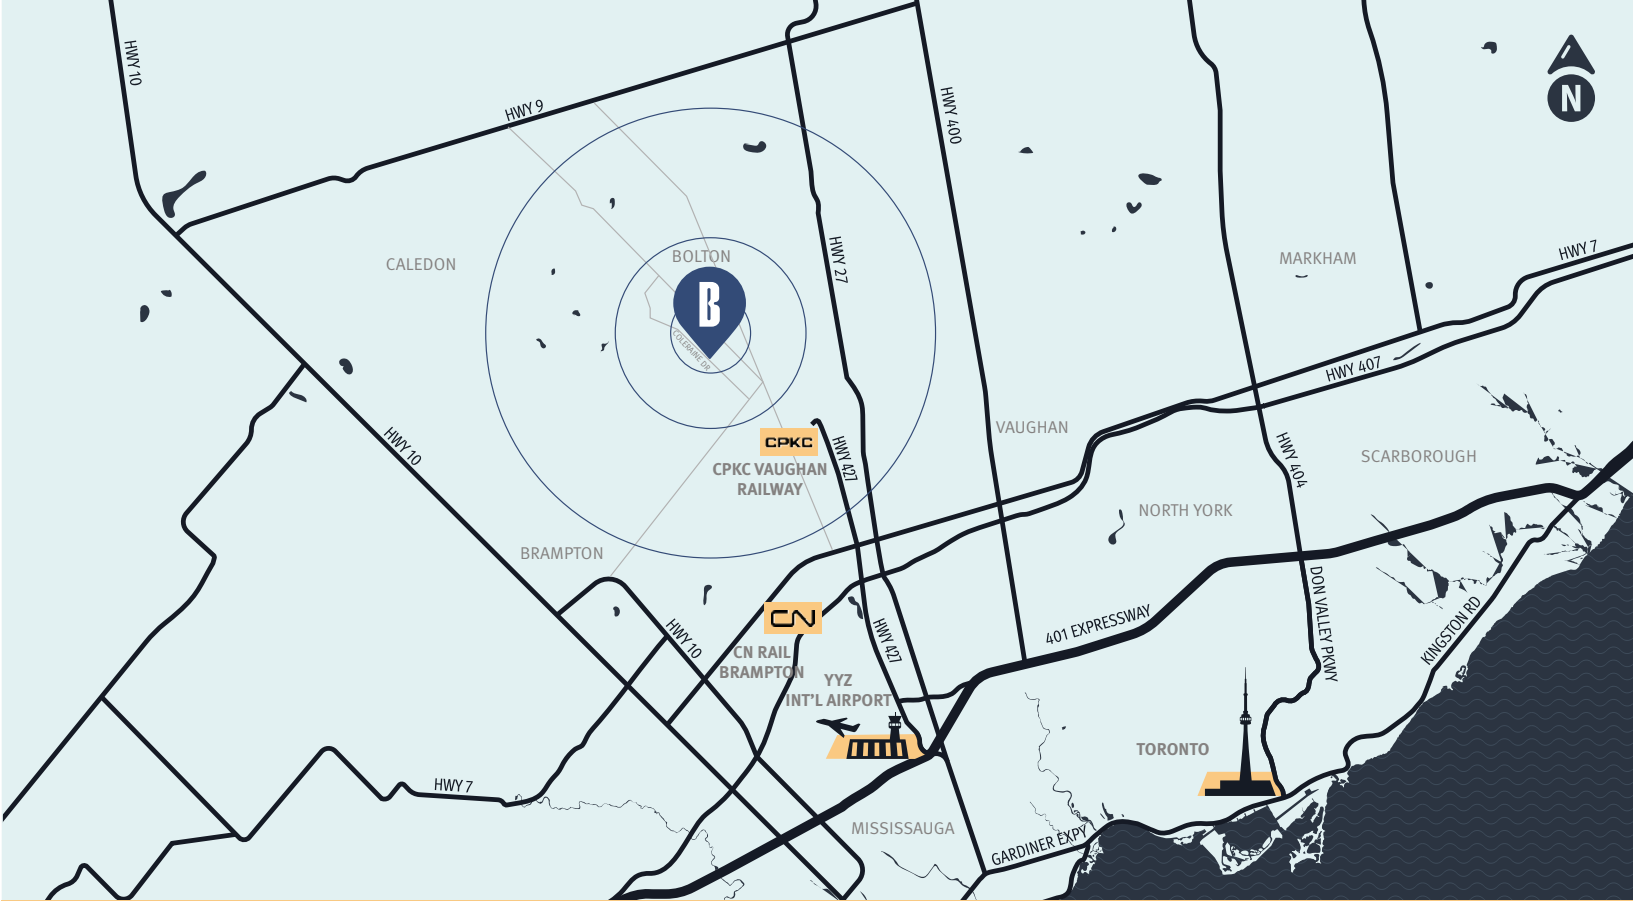 HWY 10
HWY 9
HWY 400
N
HWY 27
HWY 7
CALEDON
BOLTON
MARKHAM
B
COLERAINE DR
HWY 407
HWY 10
CPKC
HWY 427
VAUGHAN
HWY 404
SCARBOROUGH
CPKC VAUGHAN
RAILWAY
NORTH YORK
BRAMPTON
CN
HWY 10
HWY 427
401 EXPRESSWAY
DON VALLEY PKWY
KINGSTON RD
CN RAIL
BRAMPTON
YYZ
INT'L AIRPORT
TORONTO
HWY 7
MISSISSAUGA
GARDINER EXPY